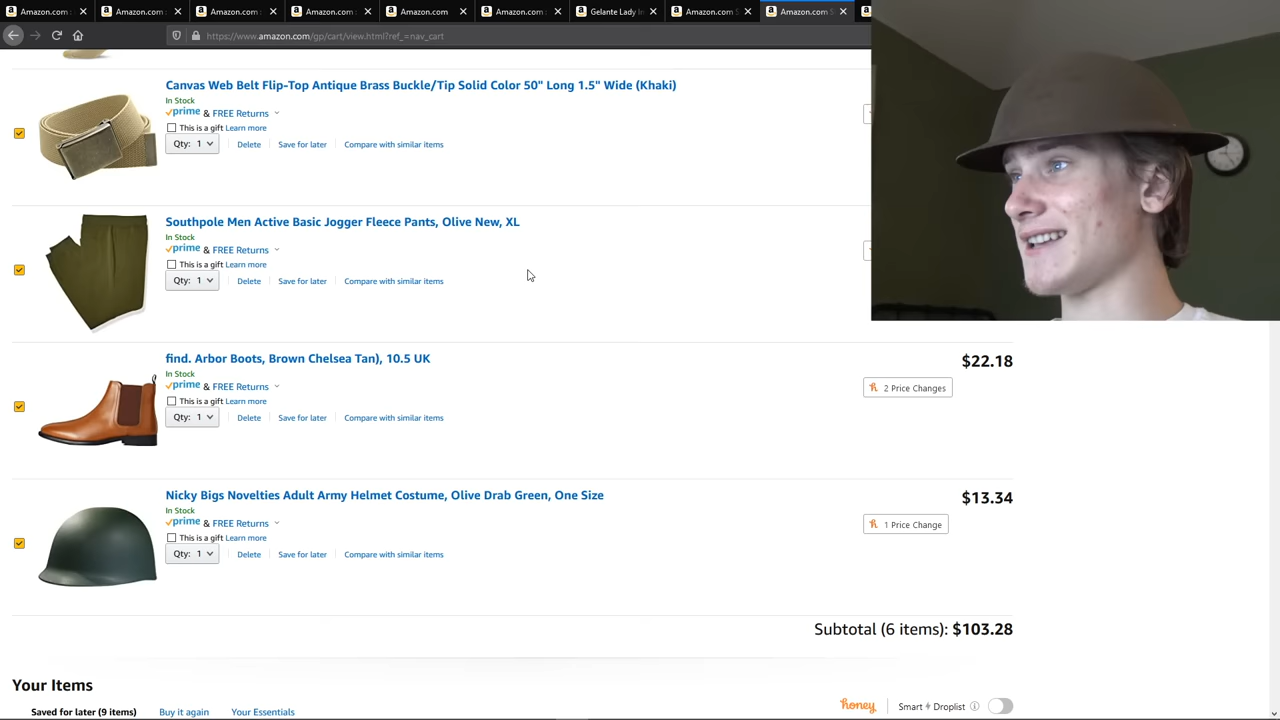 Amazon.com
Amazon.com
Amazon.com
Amazon.com
Amazon.com
Amazon.com
Gelante Lady
Amazon.com S
Amazon.com S
https://www.amazon.com/gp/cart/view.html?ref_=nav_cart
Canvas Web Belt Flip-Top Antique Brass Buckle/Tip Solid Color 50" Long 1.5" Wide (Khaki)
In Stock
prime & FREE Returns
This is a gift Learn more
Qty: 1 Delete Save for later Compare with similar items
Southpole Men Active Basic Jogger Fleece Pants, Olive New, XL
In Stock
prime & FREE Returns
This is a gift Learn more
Qty: 1 Delete Save for later Compare with similar items
find. Arbor Boots, Brown Chelsea Tan), 10.5 UK
$22.18
In Stock
prime & FREE Returns
2 Price Changes
This is a gift Learn more
Qty: 1 Delete Save for later Compare with similar items
Nicky Bigs Novelties Adult Army Helmet Costume, Olive Drab Green, One Size
$13.34
In Stock
prime & FREE Returns
1 Price Change
This is a gift Learn more
Qty: 1 Delete Save for later Compare with similar items
Subtotal (6 items): $103.28
Your Items
Saved for later (9 items) Buy it again Your Essentials
honey Smart Droplist